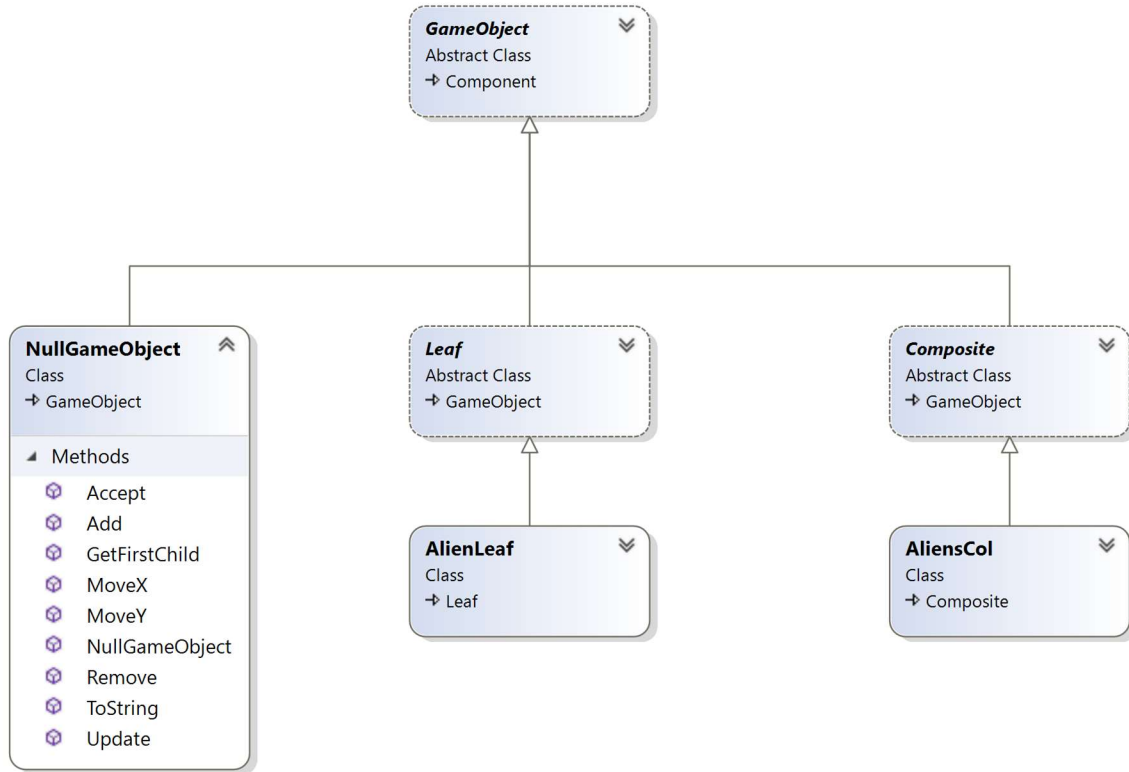 GameObject
Abstract Class
Component
NullGameObject
Class
GameObject
Methods
Accept
Add
GetFirstChild
MoveX
MoveY
NullGameObject
Remove
ToString
Update
Leaf
Abstract Class
GameObject
AlienLeaf
Class
Leaf
Composite
Abstract Class
GameObject
AliensCol
Class
Composite